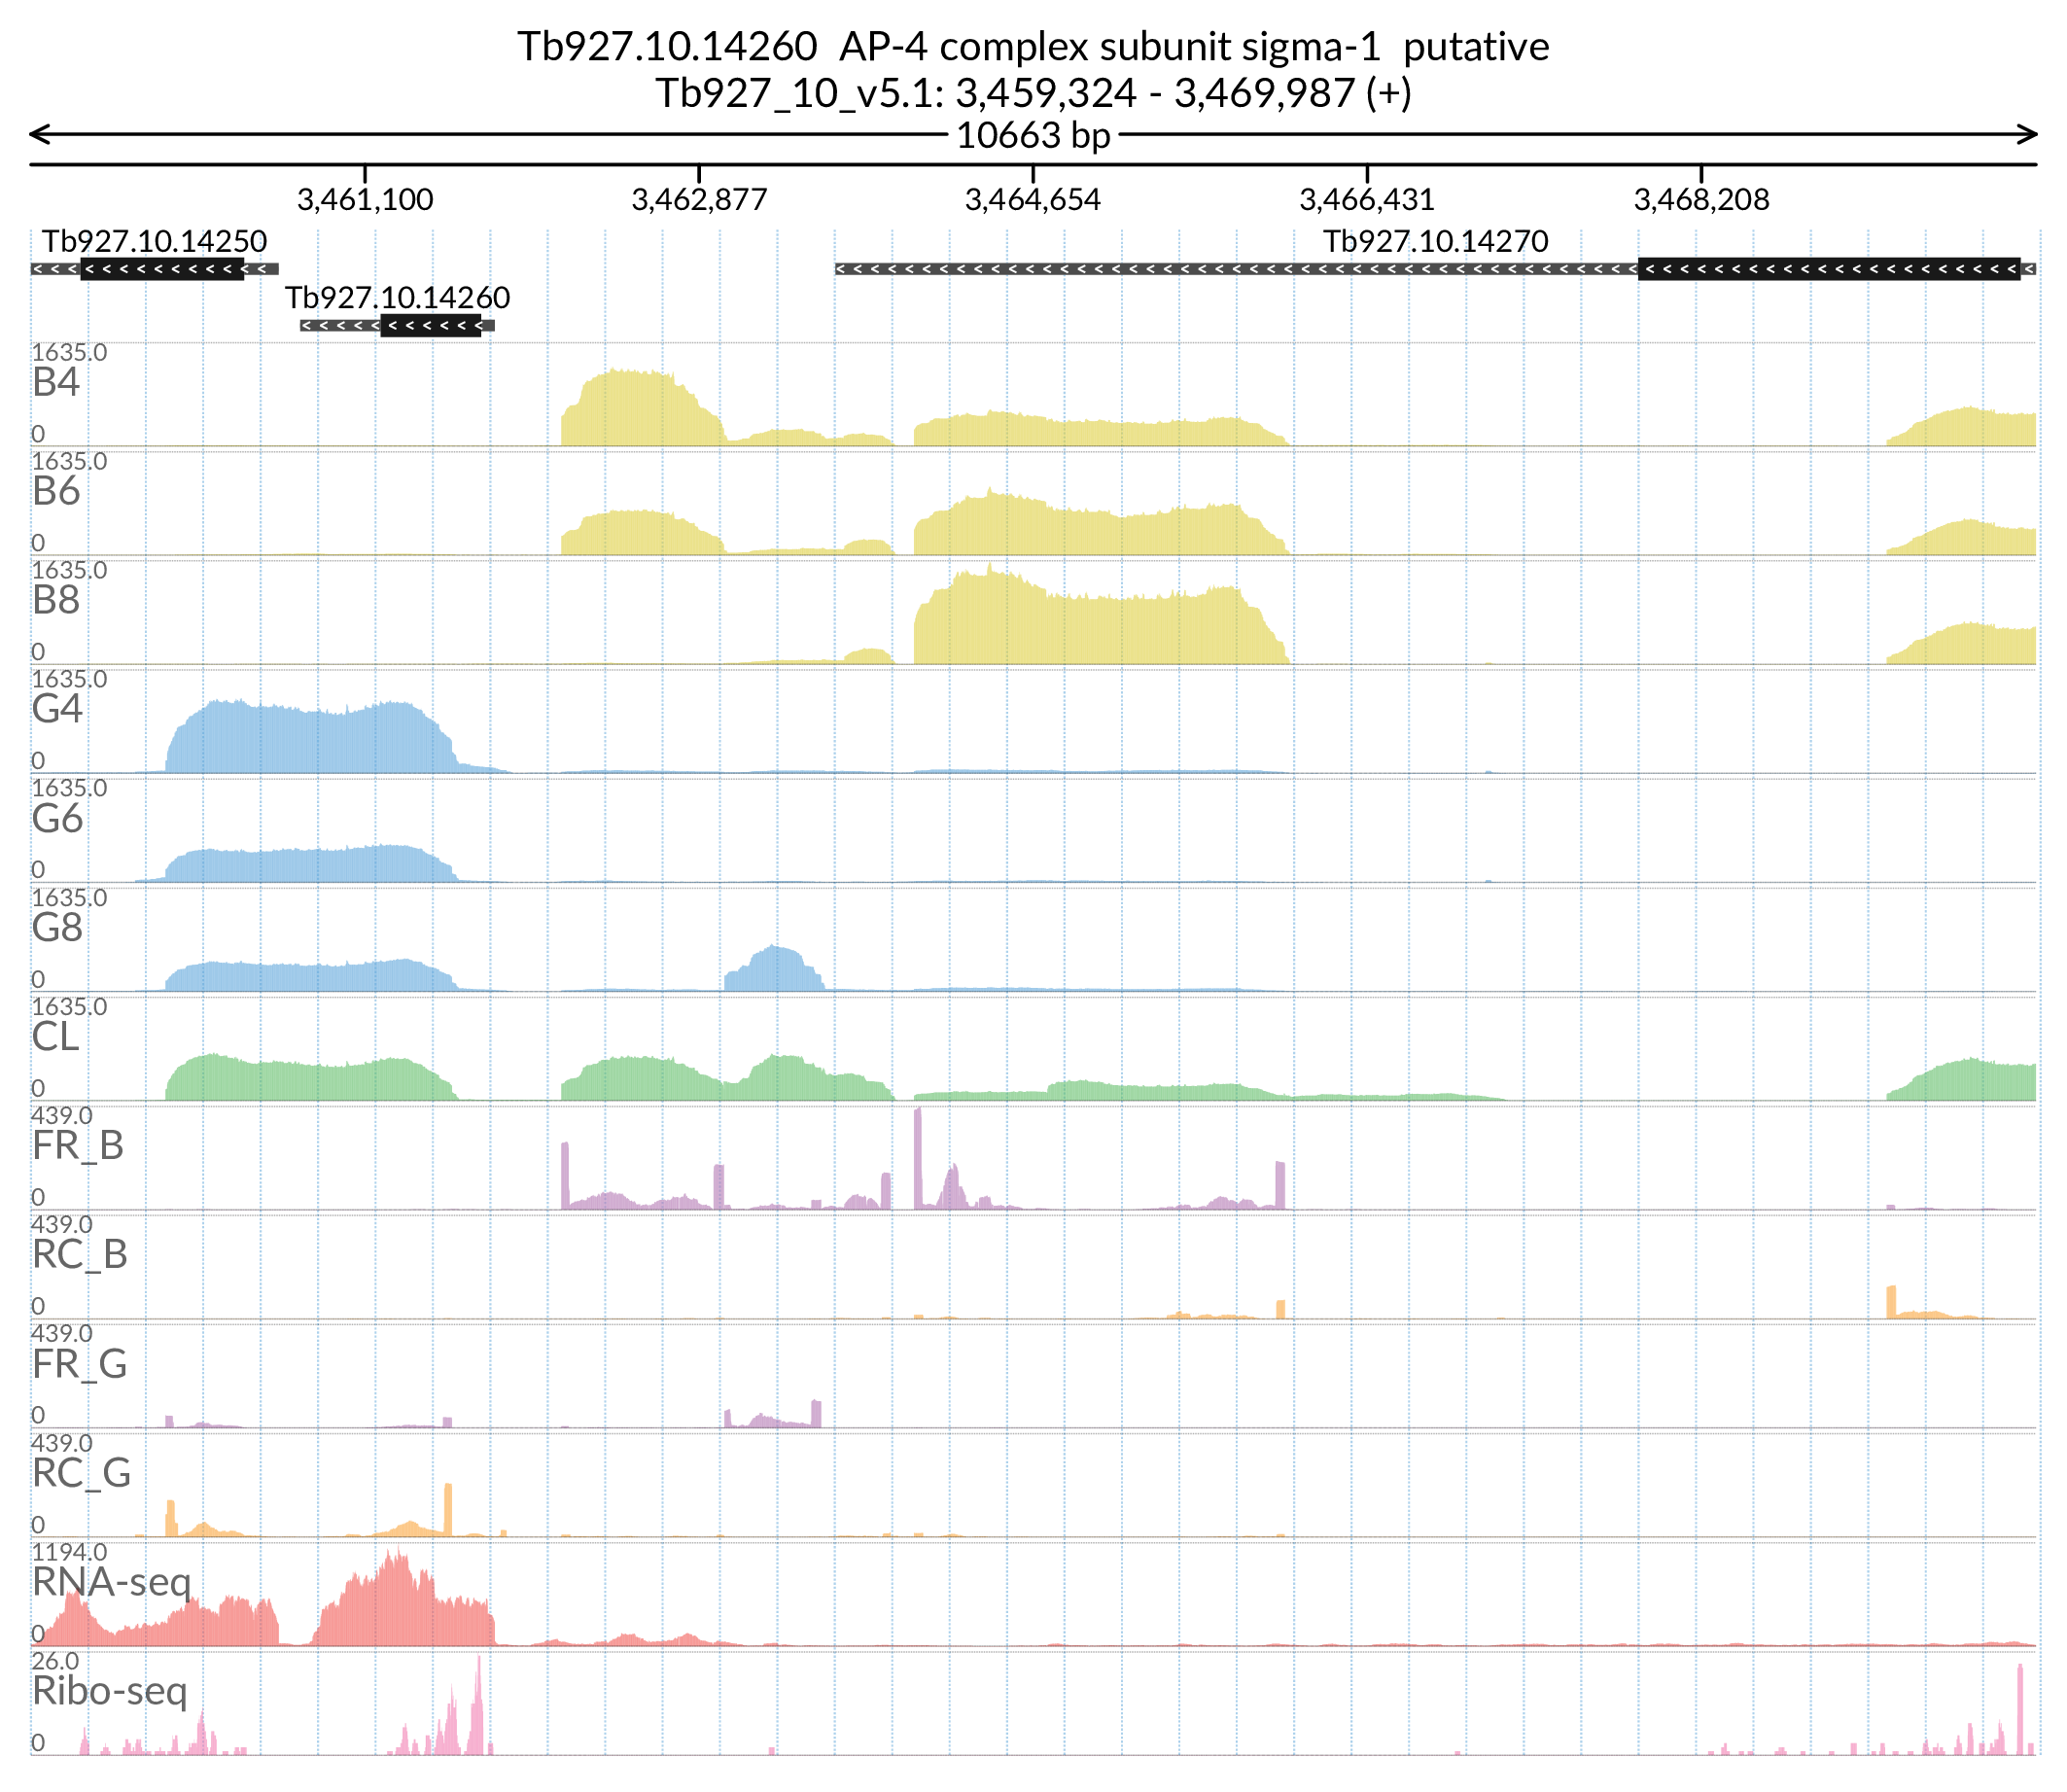 Tb927.10.14260  AP-4 complex subunit sigma-1  putative
Tb927_10_v5.1: 3,459,324 - 3,469,987 (+)
10663 bp
3,461,100 3,462,877 3,464,654 3,466,431 3,468,208
Tb927.10.14250 Tb927.10.14270
Tb927.10.14260
1635.0
B4
0
1635.0
B6
0
1635.0
B8
0
1635.0
G4
0
1635.0
G6
0
1635.0
G8
0
1635.0
CL
0
439.0
FR_B
0
439.0
RC_B
0
439.0
FR_G
0
439.0
RC_G
0
1194.0
RNA-seq
0
26.0
Ribo-seq
0